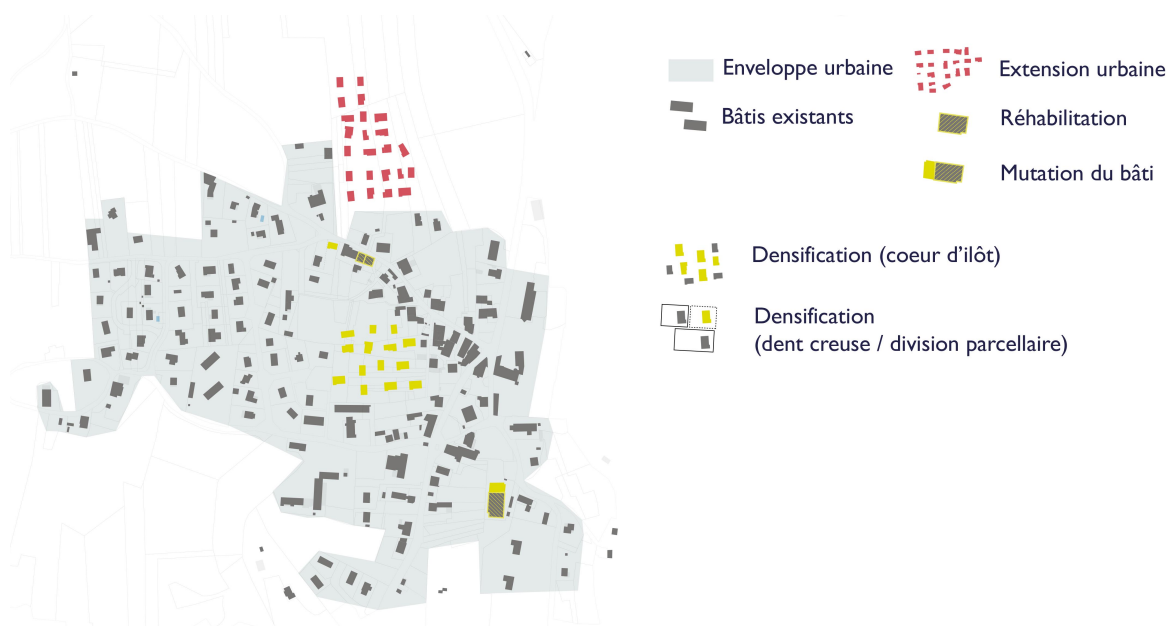 Enveloppe urbaine
Extension urbaine
Bâtis existants
Réhabilitation
Mutation du bâti
Densification (coeur d'ilôt)
Densification
(dent creuse / division parcellaire)